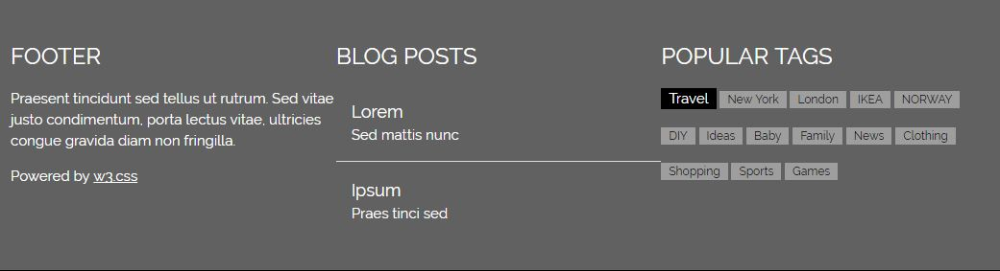 FOOTER
Praesent tincidunt sed tellus ut rutrum. Sed vitae
justo condimentum, porta lectus vitae, ultricies
congue gravida diam non fringilla.
Powered by w3.css
BLOG POSTS
Lorem
Sed mattis nunc
Ipsum
Praes tinci sed
POPULAR TAGS
Travel New York London IKEA NORWAY
DIY Ideas Baby Family News Clothing
Shopping Sports Games